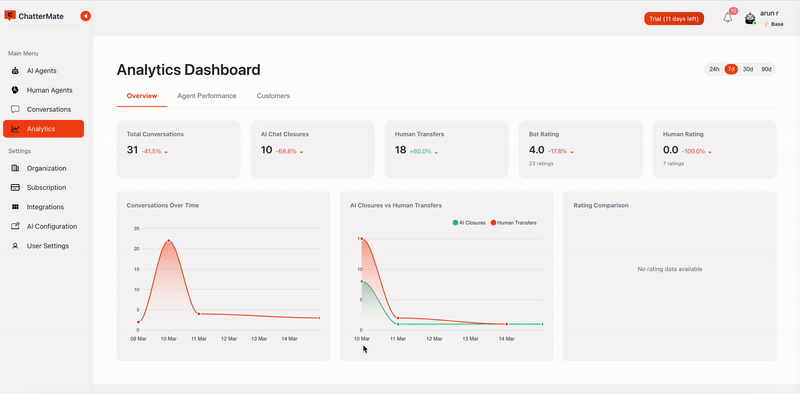 ChatterMate
Trial (11 days left)
10
arun r
Base
Main Menu
AI Agents
Human Agents
Conversations
Analytics
Settings
Organization
Subscription
Integrations
AI Configuration
User Settings
Analytics Dashboard
24h 7d 30d 90d
Overview Agent Performance Customers
Total Conversations
31 -41.5%
AI Chat Closures
10 -68.8%
Human Transfers
18 +80.0%
Bot Rating
4.0 -17.8%
23 ratings
Human Rating
0.0 -100.0%
7 ratings
Conversations Over Time
25
20
15
10
5
0
09 Mar 10 Mar 11 Mar 12 Mar 13 Mar 14 Mar
AI Closures vs Human Transfers
AI Closures Human Transfers
10
5
0
10 Mar 11 Mar 12 Mar 13 Mar 14 Mar
Rating Comparison
No rating data available